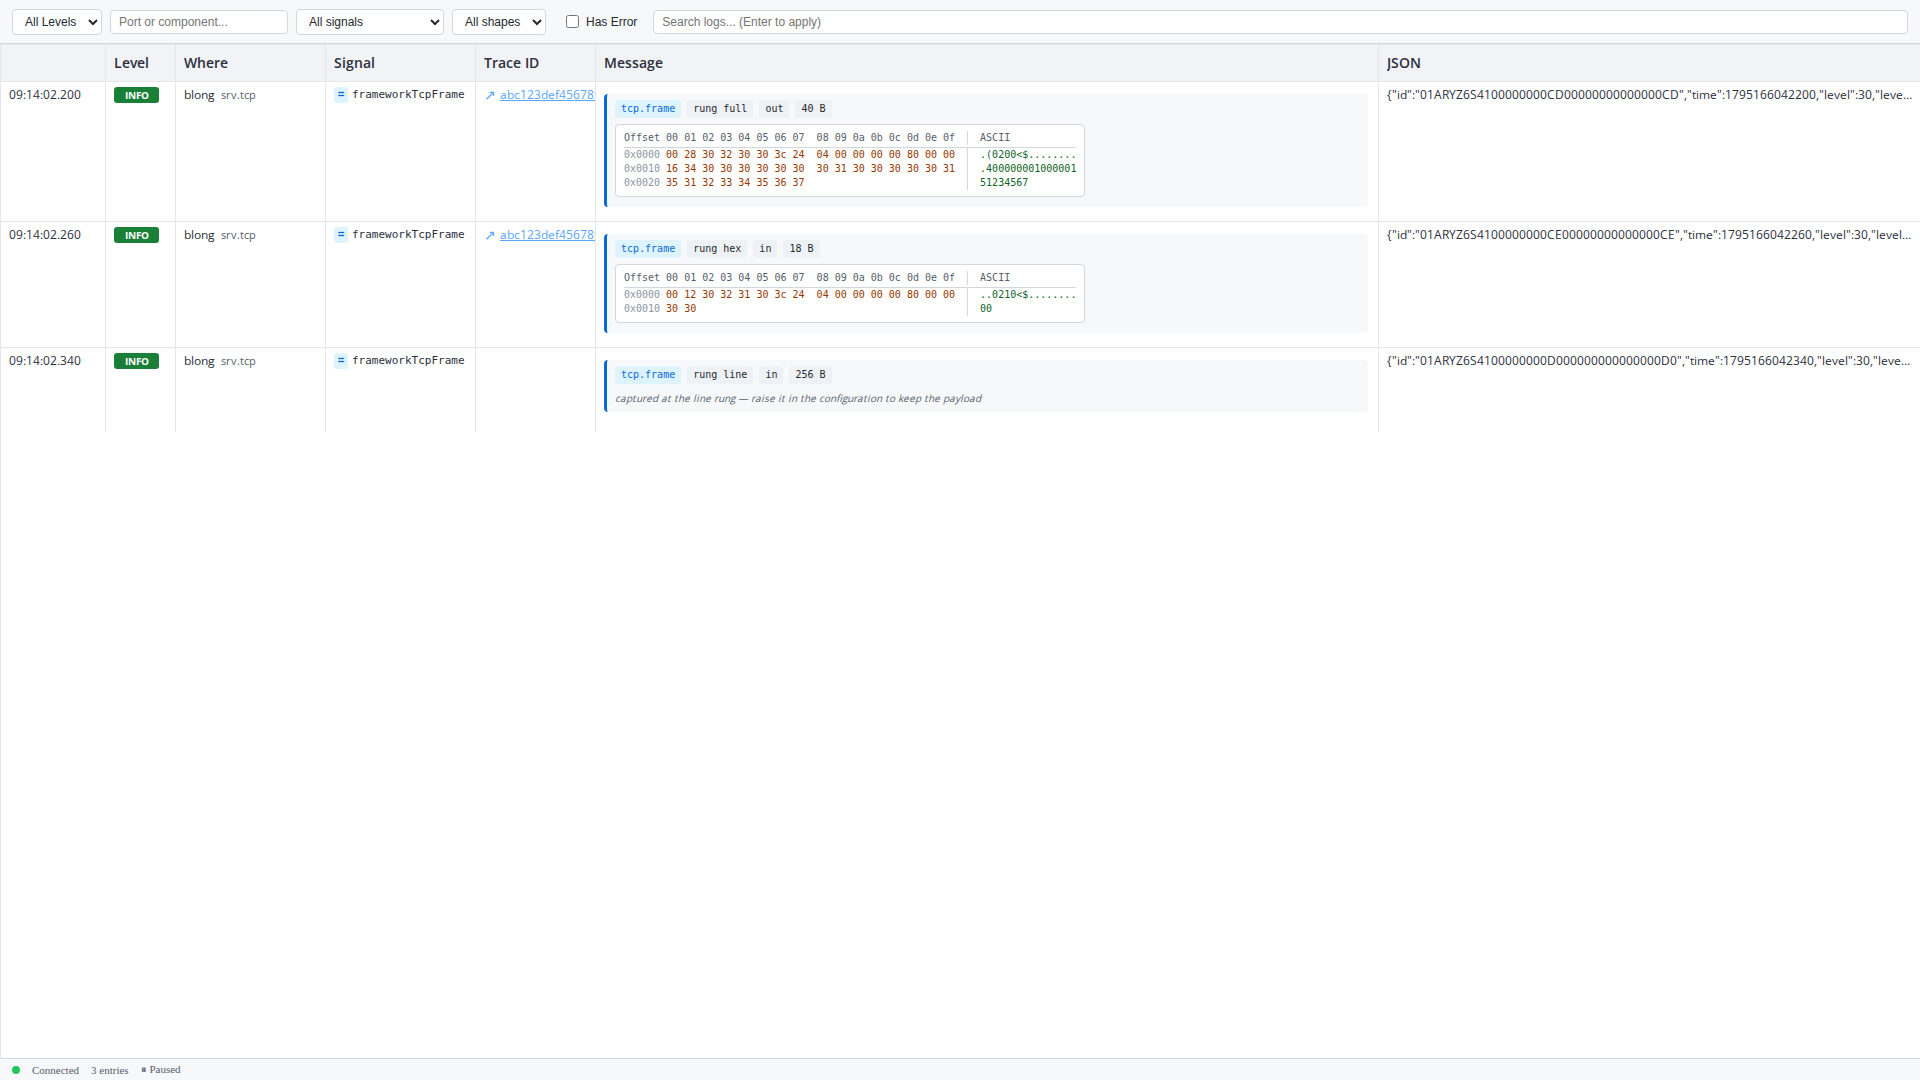 All Levels Port or component... All signals All shapes Has Error Search logs... (Enter to apply)
Level Where Signal Trace ID Message JSON
09:14:02.200 INFO blong srv.tcp # frameworkTcpFrame ↗ abc123def45678 tcp.frame rung full out 40 B {"id":"01ARYZ6S4100000000CD00000000000000CD","time":1795166042200,"level":30,"leve...
Offset 00 01 02 03 04 05 06 07 08 09 0a 0b 0c 0d 0e 0f ASCII
0x0000 00 28 30 32 30 30 3c 24 04 00 00 00 00 80 00 00 .(0200<$........
0x0010 16 34 30 30 30 30 30 30 30 31 30 30 30 30 30 31 .400000001000001
0x0020 35 31 32 33 34 35 36 37 51234567
09:14:02.260 INFO blong srv.tcp # frameworkTcpFrame ↗ abc123def45678 tcp.frame rung hex in 18 B {"id":"01ARYZ6S4100000000CE00000000000000CE","time":1795166042260,"level":30,"level...
Offset 00 01 02 03 04 05 06 07 08 09 0a 0b 0c 0d 0e 0f ASCII
0x0000 00 12 30 32 31 30 3c 24 04 00 00 00 00 80 00 00 ..0210<$........
0x0010 30 30 00
09:14:02.340 INFO blong srv.tcp # frameworkTcpFrame tcp.frame rung line in 256 B {"id":"01ARYZ6S4100000000D000000000000000D0","time":1795166042340,"level":30,"leve...
captured at the line rung — raise it in the configuration to keep the payload
Connected 3 entries ⏸ Paused